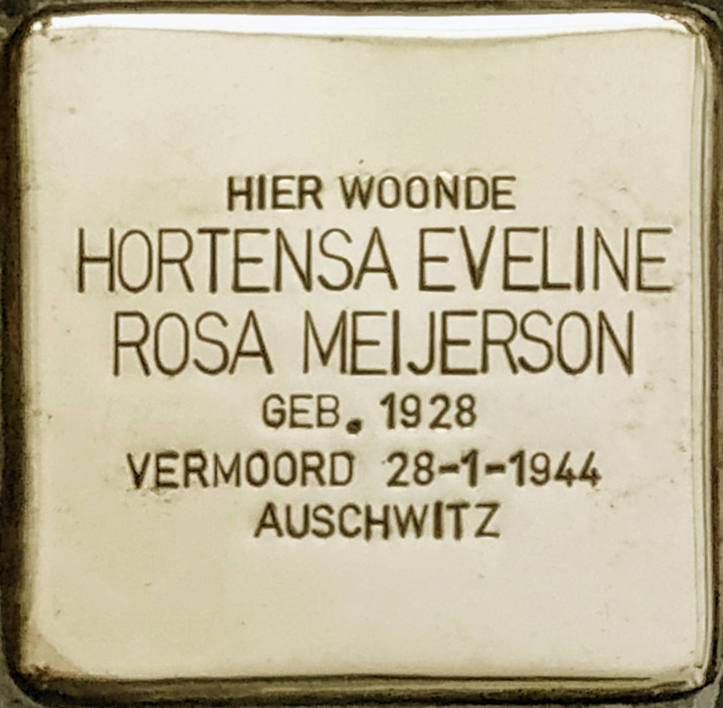 HIER WOONDE
HORTENSA EVELINE
ROSA MEIJERSON
GEB. 1928
VERMOORD 28-1-1944
AUSCHWITZ